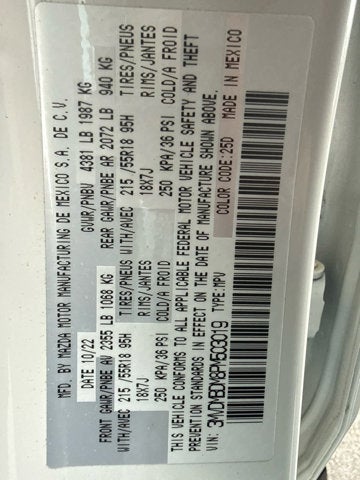 MFD. BY MAZDA MOTOR MANUFACTURING DE MEXICO S.A. DE C.V.
DATE 10/22 GVWR/PNBV 4381 LB 1987 KG
FRONT GAWR/PNBE AV 2355 LB 1068 KG REAR GAWR/PNBE AR 2072 LB 940 KG
WITH/AVEC 215 /55R18 95H TIRES/PNEUS WITH/AVEC 215 /55R18 95H TIRES/PNEUS
18X7J RIMS/JANTES 18X7J RIMS/JANTES
250 KPA/36 PSI COLD/A FROID 250 KPA/36 PSI COLD/A FROID
THIS VEHICLE CONFORMS TO ALL APPLICABLE FEDERAL MOTOR VEHICLE SAFETY AND THEFT
PREVENTION STANDARDS IN EFFECT ON THE DATE OF MANUFACTURE SHOWN ABOVE.
VIN: 3MVDMBDM8PM503019
TYPE:MPV COLOR CODE:25D MADE IN MEXICO